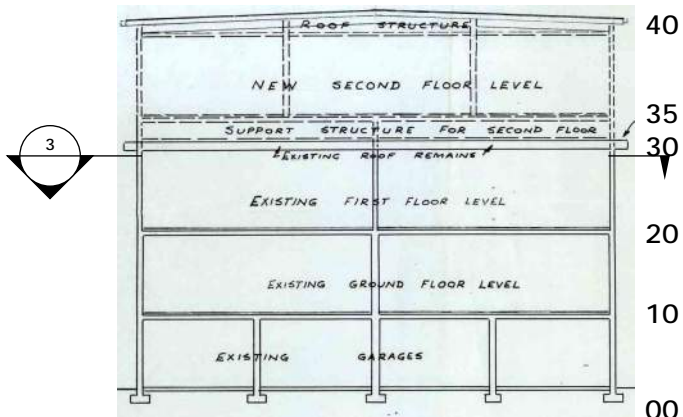 ROOF STRUCTURE
40
NEW SECOND FLOOR LEVEL
35
SUPPORT STRUCTURE FOR SECOND FLOOR
30
3
EXISTING ROOF REMAINS
EXISTING FIRST FLOOR LEVEL
20
EXISTING GROUND FLOOR LEVEL
10
EXISTING GARAGES
00